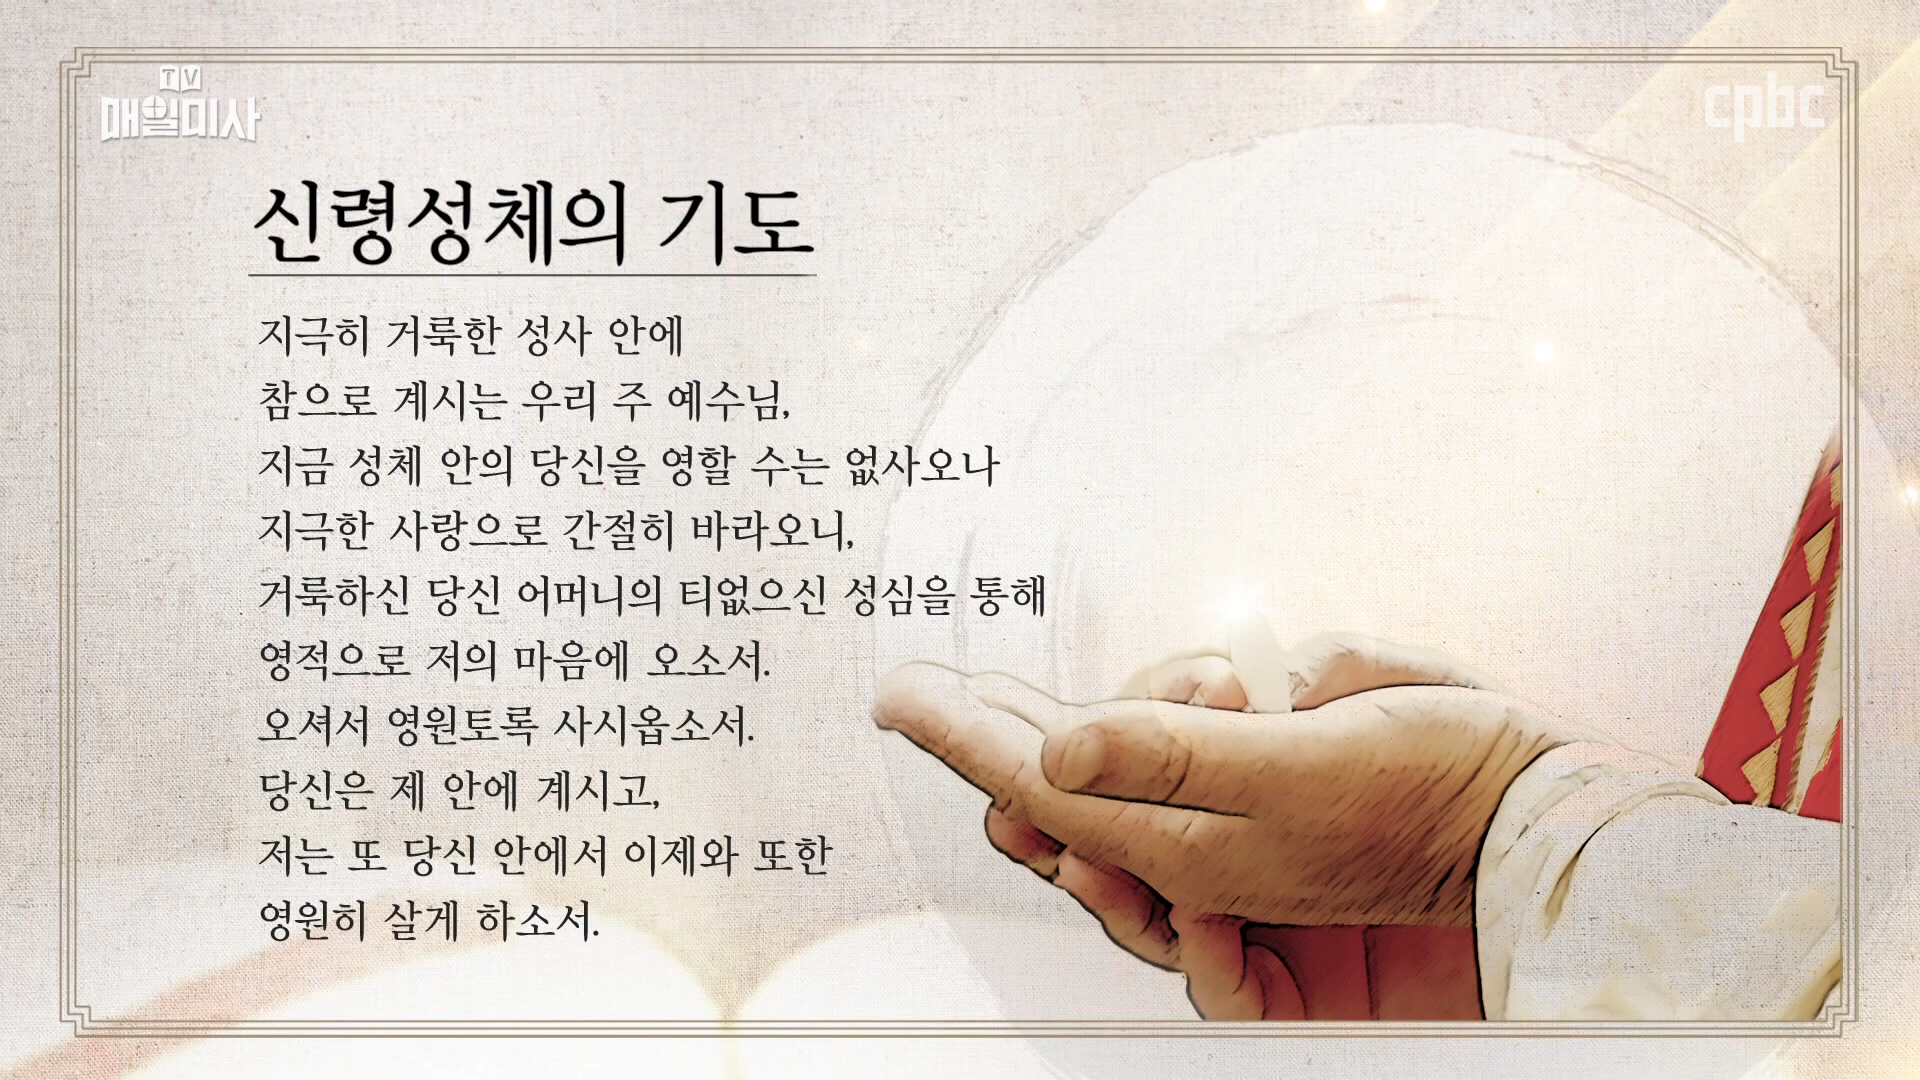 TV
매일미사
cpbc
신령성체의 기도
지극히 거룩한 성사 안에
참으로 계시는 우리 주 예수님,
지금 성체 안의 당신을 영할 수는 없사오나
지극한 사랑으로 간절히 바라오니,
거룩하신 당신 어머니의 티없으신 성심을 통해
영적으로 저의 마음에 오소서.
오셔서 영원토록 사시옵소서.
당신은 제 안에 계시고,
저는 또 당신 안에서 이제와 또한
영원히 살게 하소서.